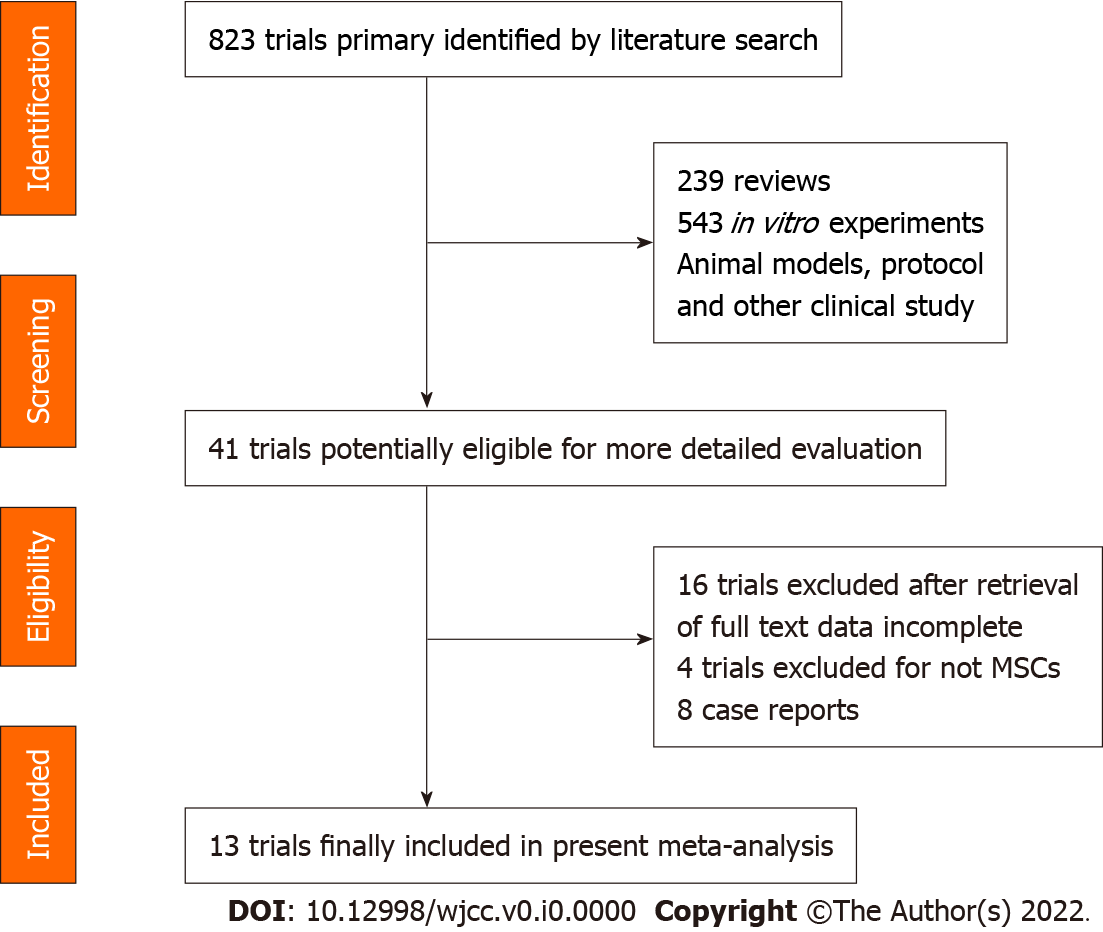 Identification
823 trials primary identified by literature search
239 reviews
543 in vitro experiments
Animal models, protocol
and other clinical study
Screening
41 trials potentially eligible for more detailed evaluation
Eligibility
16 trials excluded after retrieval
of full text data incomplete
4 trials excluded for not MSCs
8 case reports
Included
13 trials finally included in present meta-analysis
DOI: 10.12998/wjcc.v0.i0.0000 Copyright ©The Author(s) 2022.